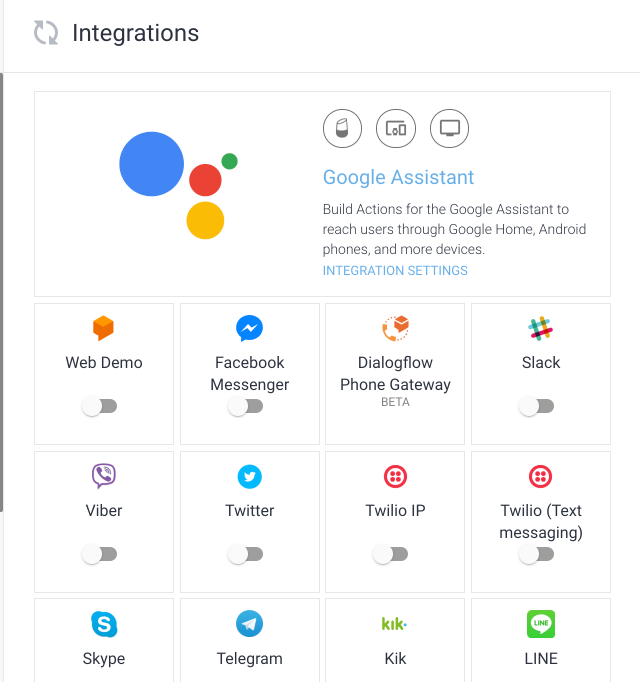 Integrations
Google Assistant
Build Actions for the Google Assistant to
reach users through Google Home, Android
phones, and more devices.
INTEGRATION SETTINGS
Web Demo
Facebook
Messenger
Dialogflow
Phone Gateway
BETA
Slack
Viber
Twitter
Twilio IP
Twilio (Text
messaging)
Skype
Telegram
kik.
Kik
LINE
LINE